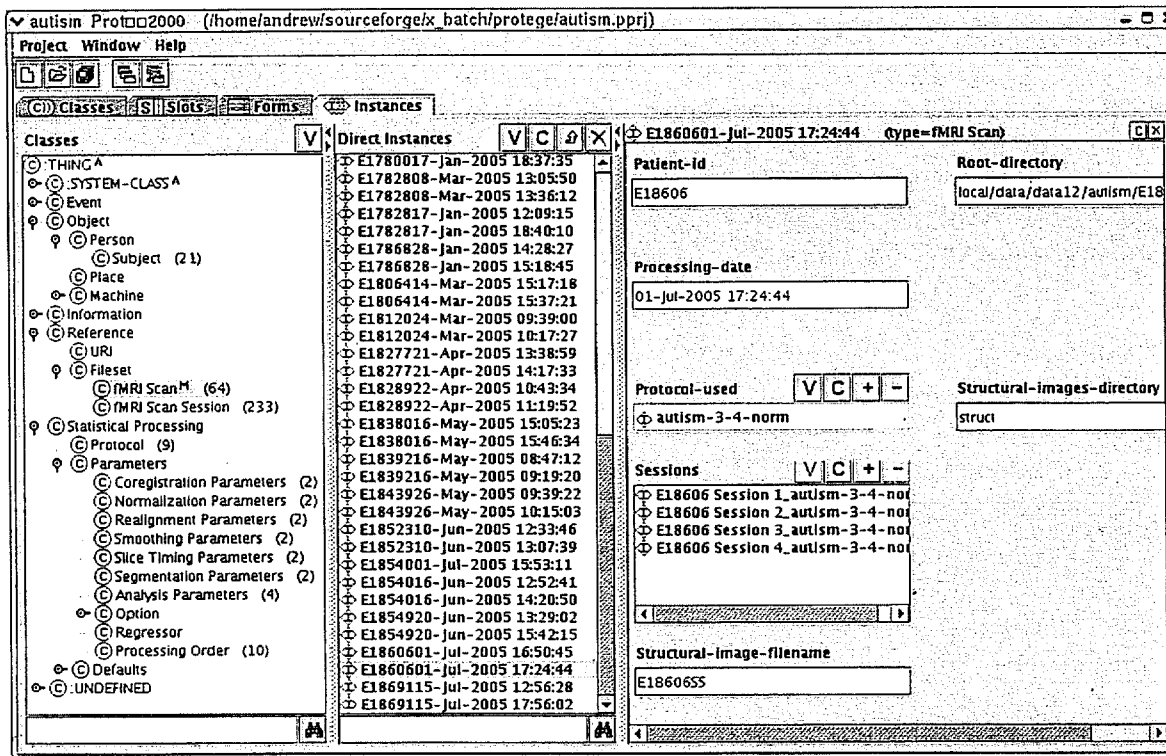 autism Protégé2000 (/home/andrew/sourceforge/x_batch/protege/autism.pprj)
Project Window Help
Classes Slots Forms Instances
Classes
V
:THING A
:SYSTEM-CLASS A
Event
Object
Person
Subject (21)
Place
Machine
Information
Reference
URI
Fileset
fMRI Scan M (64)
fMRI Scan Session (233)
Statistical Processing
Protocol (9)
Parameters
Coregistration Parameters (2)
Normalization Parameters (2)
Realignment Parameters (2)
Smoothing Parameters (2)
Slice Timing Parameters (2)
Segmentation Parameters (2)
Analysis Parameters (4)
Option
Regressor
Processing Order (10)
Defaults
:UNDEFINED
Direct Instances
V C X
E1780017-Jan-2005 18:37:35
E1782808-Mar-2005 13:05:50
E1782808-Mar-2005 13:36:12
E1782817-Jan-2005 12:09:15
E1782817-Jan-2005 18:40:10
E1786828-Jan-2005 14:28:27
E1786828-Jan-2005 15:18:45
E1806414-Mar-2005 15:17:18
E1806414-Mar-2005 15:37:21
E1812024-Mar-2005 09:39:00
E1812024-Mar-2005 10:17:27
E1827721-Apr-2005 13:38:59
E1827721-Apr-2005 14:17:33
E1828922-Apr-2005 10:43:34
E1828922-Apr-2005 11:19:52
E1838016-May-2005 15:05:23
E1838016-May-2005 15:46:34
E1839216-May-2005 08:47:12
E1839216-May-2005 09:19:20
E1843926-May-2005 09:39:22
E1843926-May-2005 10:15:03
E1852310-Jun-2005 12:33:46
E1852310-Jun-2005 13:07:39
E1854001-Jul-2005 15:53:11
E1854016-Jun-2005 12:52:41
E1854016-Jun-2005 14:20:50
E1854920-Jun-2005 13:29:02
E1854920-Jun-2005 15:42:15
E1860601-Jul-2005 16:50:45
E1860601-Jul-2005 17:24:44
E1869115-Jul-2005 12:56:28
E1869115-Jul-2005 17:56:02
E1860601-Jul-2005 17:24:44 (type=fMRI Scan)
C X
Patient-id Root-directory
E18606 local/data/data12/autism/E18
Processing-date
01-Jul-2005 17:24:44
Protocol-used V C + - Structural-images-directory
autism-3-4-norm struct
Sessions V C + -
E18606 Session 1_autism-3-4-nor
E18606 Session 2_autism-3-4-nor
E18606 Session 3_autism-3-4-nor
E18606 Session 4_autism-3-4-nor
Structural-image-filename
E18606SS